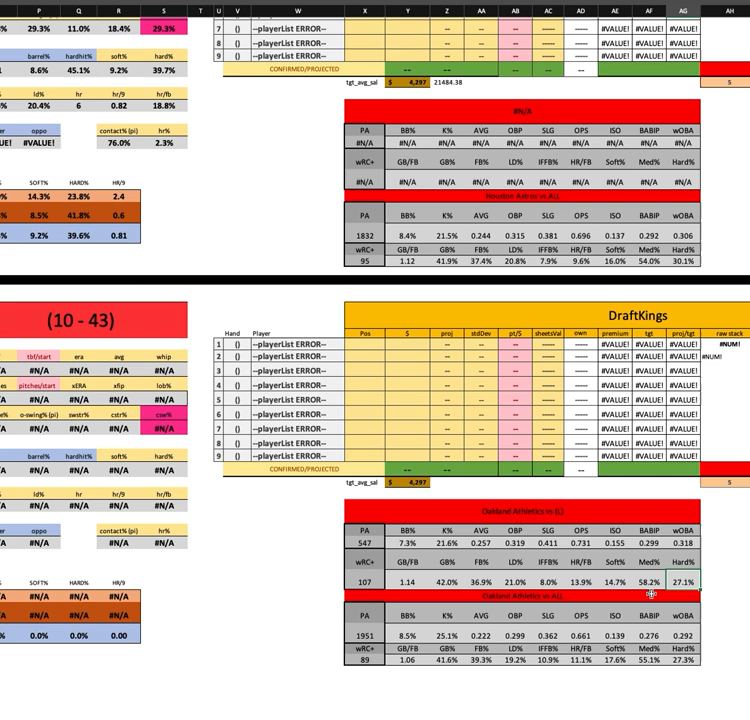 P Q R S T U V W X Y Z AA AB AC AD AE AF AG AH
29.3% 11.0% 18.4% 29.3% 7 () --playerList ERROR-- -- -- -- ----- ----- #VALUE! #VALUE! #VALUE!
8 () --playerList ERROR-- -- -- -- ----- ----- #VALUE! #VALUE! #VALUE!
barrel% hardhit% soft% hard% 9 () --playerList ERROR-- -- -- -- ----- ----- #VALUE! #VALUE! #VALUE!
8.6% 45.1% 9.2% 39.7% CONFIRMED/PROJECTED -- -- -- -- --
tgt_avg_sal $ 4,297 21484.38 5
ld% hr hr/9 hr/fb
20.4% 6 0.82 18.8% #N/A
er oppo contact% (pi) hr% PA BB% K% AVG OBP SLG OPS ISO BABIP wOBA
UE! #VALUE! 76.0% 2.3% #N/A #N/A #N/A #N/A #N/A #N/A #N/A #N/A #N/A #N/A
wRC+ GB/FB GB% FB% LD% IFFB% HR/FB Soft% Med% Hard%
SOFT% HARD% HR/9 #N/A #N/A #N/A #N/A #N/A #N/A #N/A #N/A #N/A #N/A
14.3% 23.8% 2.4 Houston Astros vs ALL
8.5% 41.8% 0.6 PA BB% K% AVG OBP SLG OPS ISO BABIP wOBA
9.2% 39.6% 0.81 1832 8.4% 21.5% 0.244 0.315 0.381 0.696 0.137 0.292 0.306
wRC+ GB/FB GB% FB% LD% IFFB% HR/FB Soft% Med% Hard%
95 1.12 41.9% 37.4% 20.8% 7.9% 9.6% 16.0% 54.0% 30.1%
(10 - 43) DraftKings
Hand Player Pos $ proj stdDev pt/$ sheetsVal own premium tgt proj/tgt raw stack
1 () --playerList ERROR-- -- -- -- ----- ----- #VALUE! #VALUE! #VALUE! #NUM!
tbf/start era avg whip 2 () --playerList ERROR-- -- -- -- ----- ----- #VALUE! #VALUE! #VALUE! #NUM!
/A #N/A #N/A #N/A #N/A 3 () --playerList ERROR-- -- -- -- ----- ----- #VALUE! #VALUE! #VALUE!
es pitches/start xERA xfip lob% 4 () --playerList ERROR-- -- -- -- ----- ----- #VALUE! #VALUE! #VALUE!
/A #N/A #N/A #N/A #N/A 5 () --playerList ERROR-- -- -- -- ----- ----- #VALUE! #VALUE! #VALUE!
e% o-swing% (pi) swstr% cstr% csw% 6 () --playerList ERROR-- -- -- -- ----- ----- #VALUE! #VALUE! #VALUE!
/A #N/A #N/A #N/A #N/A 7 () --playerList ERROR-- -- -- -- ----- ----- #VALUE! #VALUE! #VALUE!
8 () --playerList ERROR-- -- -- -- ----- ----- #VALUE! #VALUE! #VALUE!
barrel% hardhit% soft% hard% 9 () --playerList ERROR-- -- -- -- ----- ----- #VALUE! #VALUE! #VALUE!
/A #N/A #N/A #N/A #N/A CONFIRMED/PROJECTED -- -- -- -- --
tgt_avg_sal $ 4,297 5
ld% hr hr/9 hr/fb
/A #N/A #N/A #N/A #N/A Oakland Athletics vs (L)
er oppo contact% (pi) hr% PA BB% K% AVG OBP SLG OPS ISO BABIP wOBA
/A #N/A #N/A #N/A 547 7.3% 21.6% 0.257 0.319 0.411 0.731 0.155 0.299 0.318
wRC+ GB/FB GB% FB% LD% IFFB% HR/FB Soft% Med% Hard%
% SOFT% HARD% HR/9 107 1.14 42.0% 36.9% 21.0% 8.0% 13.9% 14.7% 58.2% 27.1%
/A #N/A #N/A #N/A Oakland Athletics vs ALL
/A #N/A #N/A #N/A PA BB% K% AVG OBP SLG OPS ISO BABIP wOBA
% 0.0% 0.0% 0.00 1951 8.5% 25.1% 0.222 0.299 0.362 0.661 0.139 0.276 0.292
wRC+ GB/FB GB% FB% LD% IFFB% HR/FB Soft% Med% Hard%
89 1.06 41.6% 39.3% 19.2% 10.9% 11.1% 17.6% 55.1% 27.3%